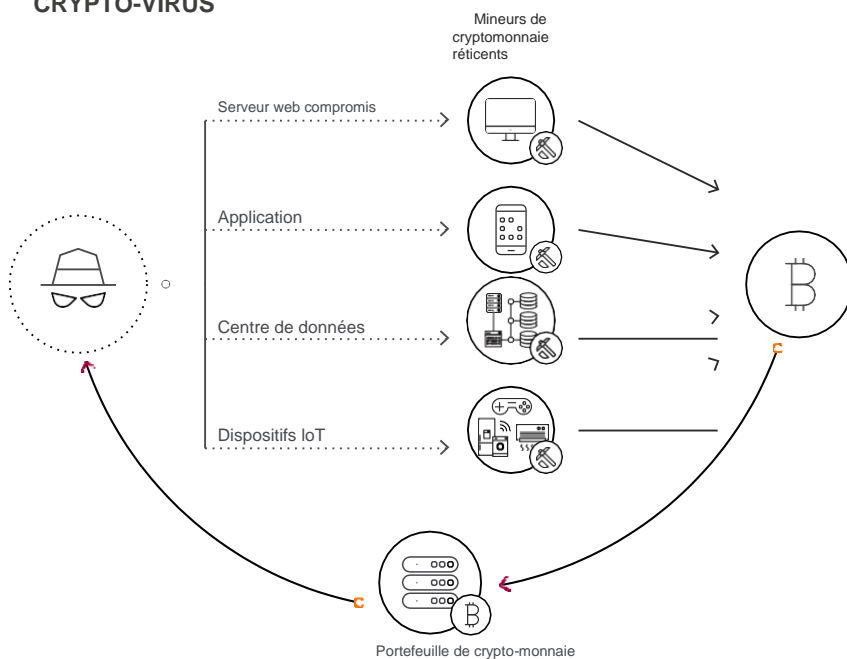 CRYPTO-VIRUS
Mineurs de
cryptomonnaie
réticents
Serveur web compromis
Application
Centre de données
Dispositifs IoT
Portefeuille de crypto-monnaie